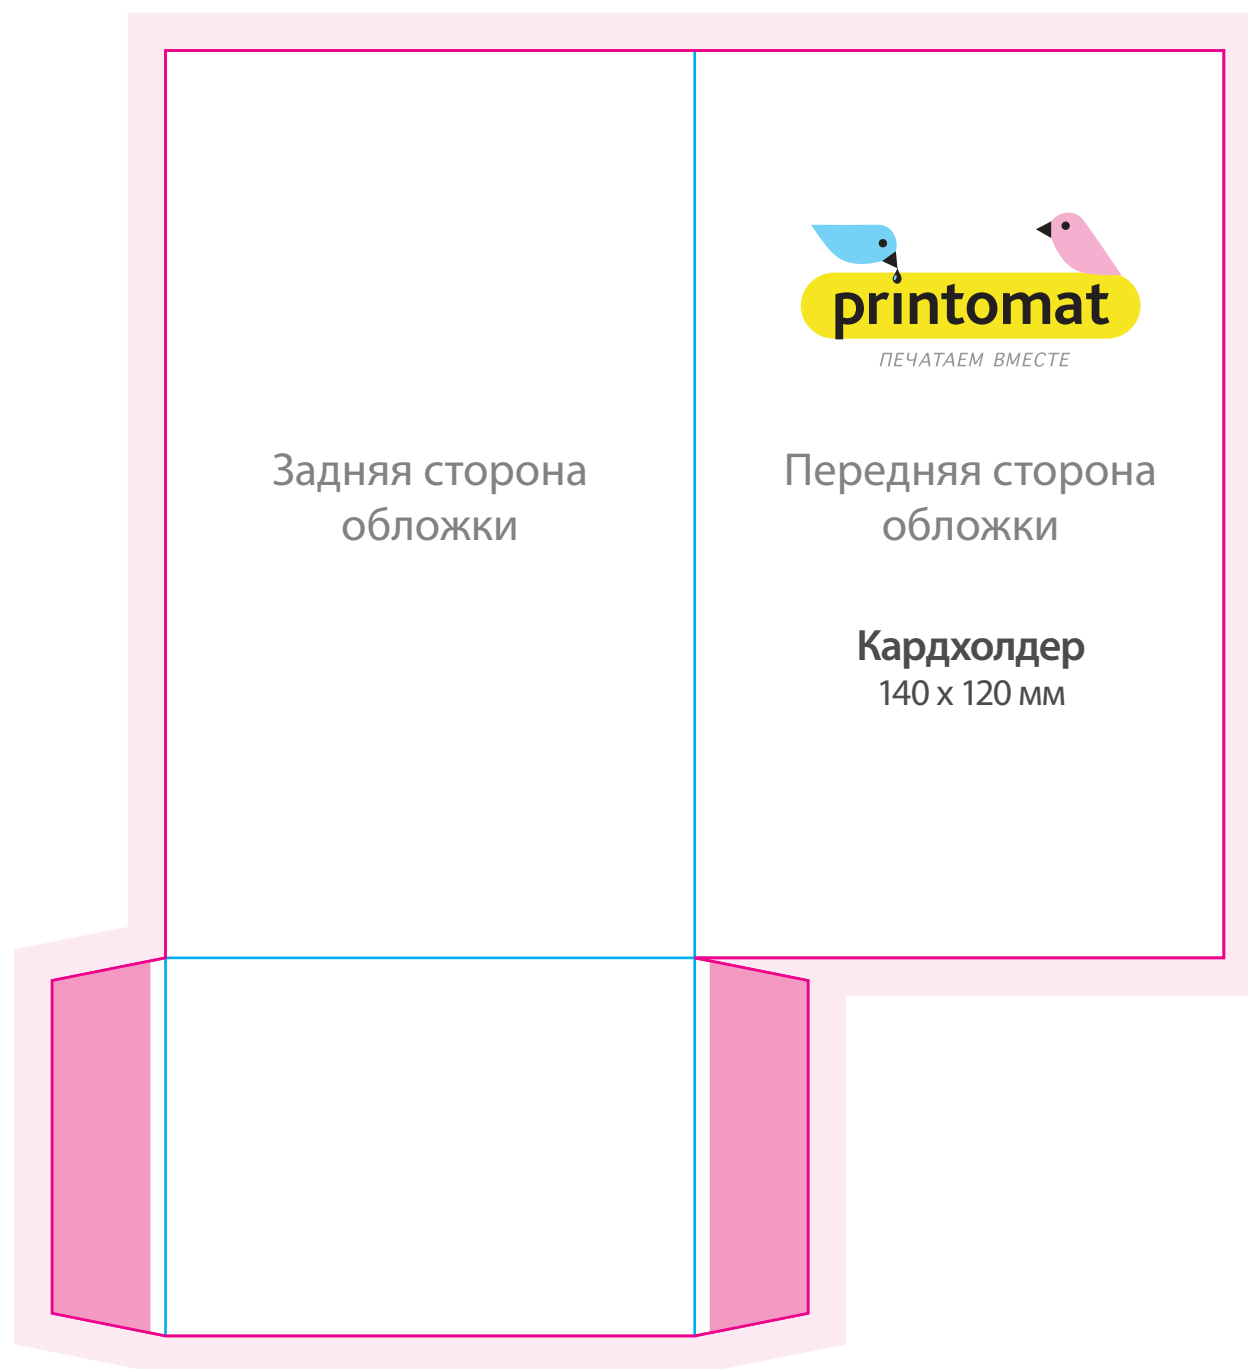 printomat
ПЕЧАТАЕМ ВМЕСТЕ
Задняя сторона
обложки
Передняя сторона
обложки
Кардхолдер
140 x 120 мм